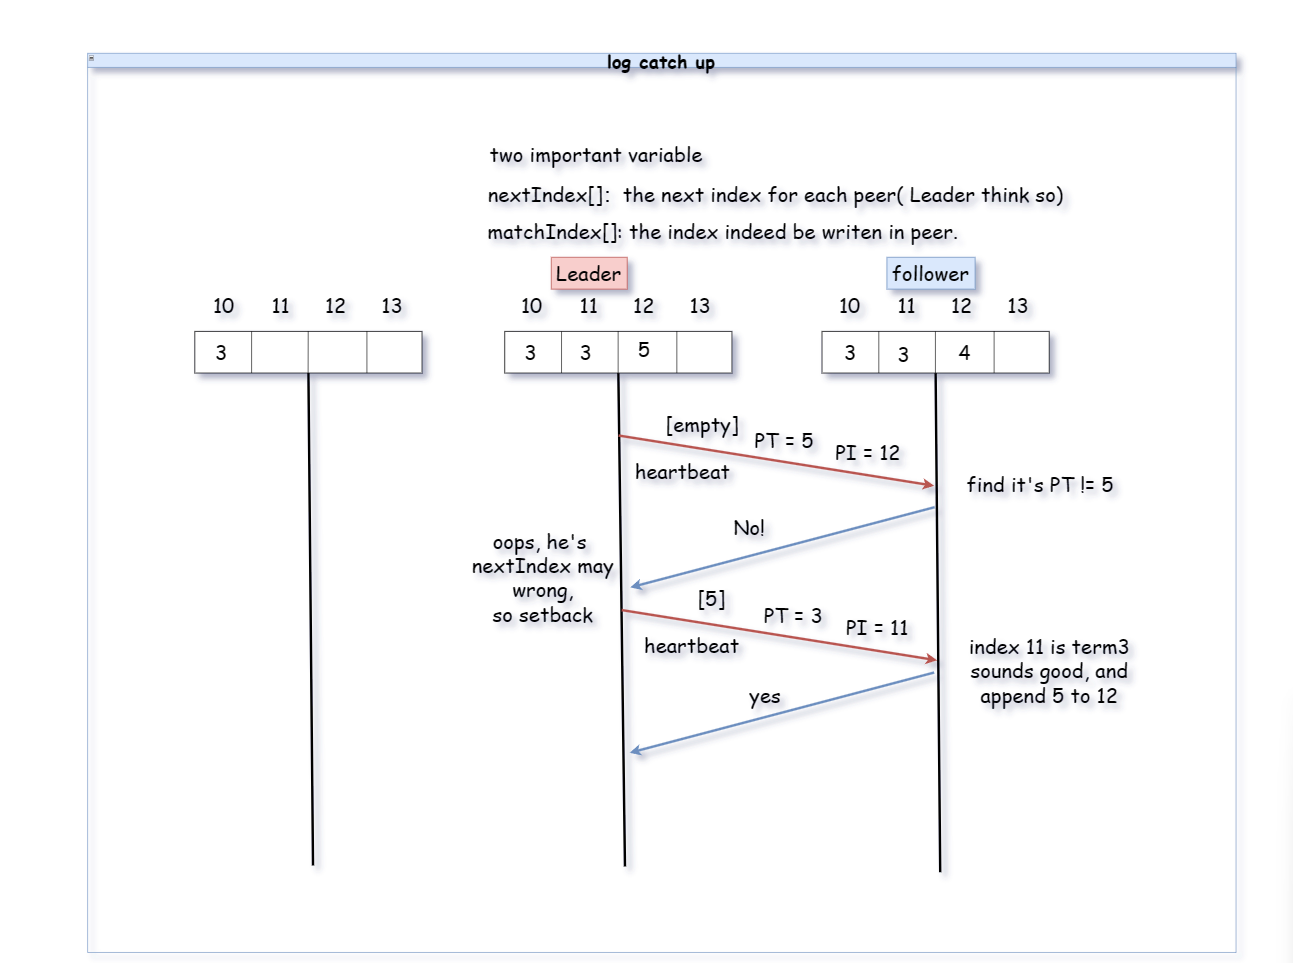 log catch up
two important variable
nextIndex[]: the next index for each peer( Leader think so)
matchIndex[]: the index indeed be writen in peer.
Leader
follower
10 11 12 13
10 11 12 13
10 11 12 13
3
3 3 5
3 3 4
[empty]
PT = 5
PI = 12
heartbeat
find it's PT != 5
No!
oops, he's
nextIndex may
wrong,
so setback
[5]
PT = 3
PI = 11
heartbeat
index 11 is term3
sounds good, and
append 5 to 12
yes